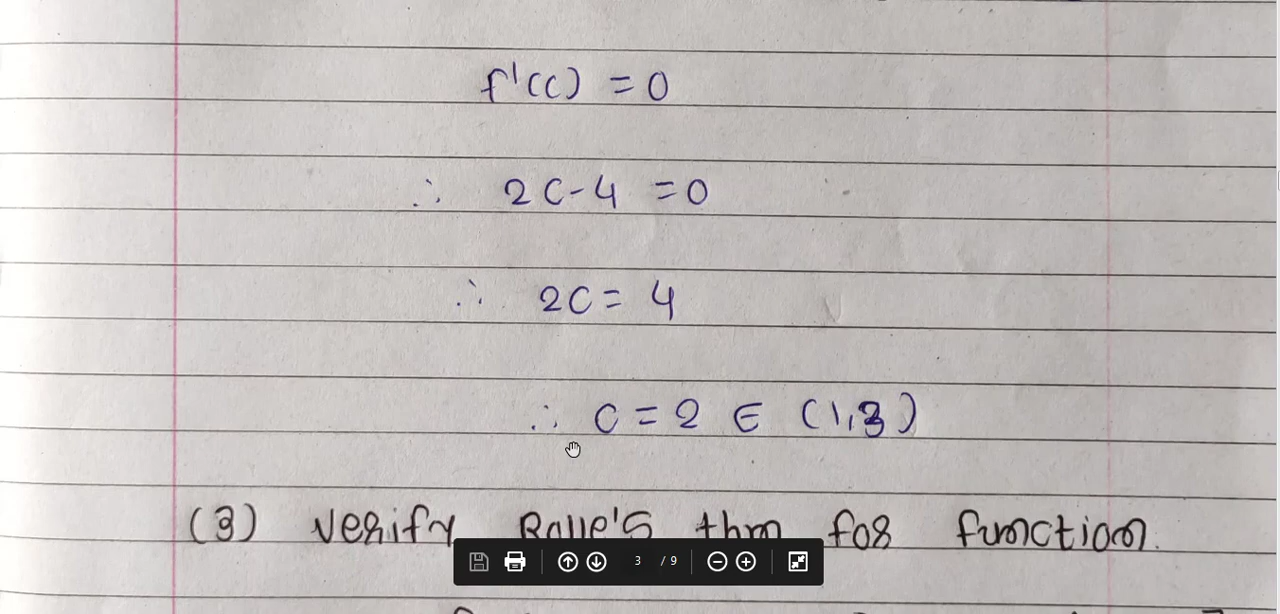 f'(c) = 0
∴ 2c-4 = 0
∴ 2c = 4
∴ c = 2 ∈ (1,3)
(3) Verify Rolle's thm for function.
3 / 9